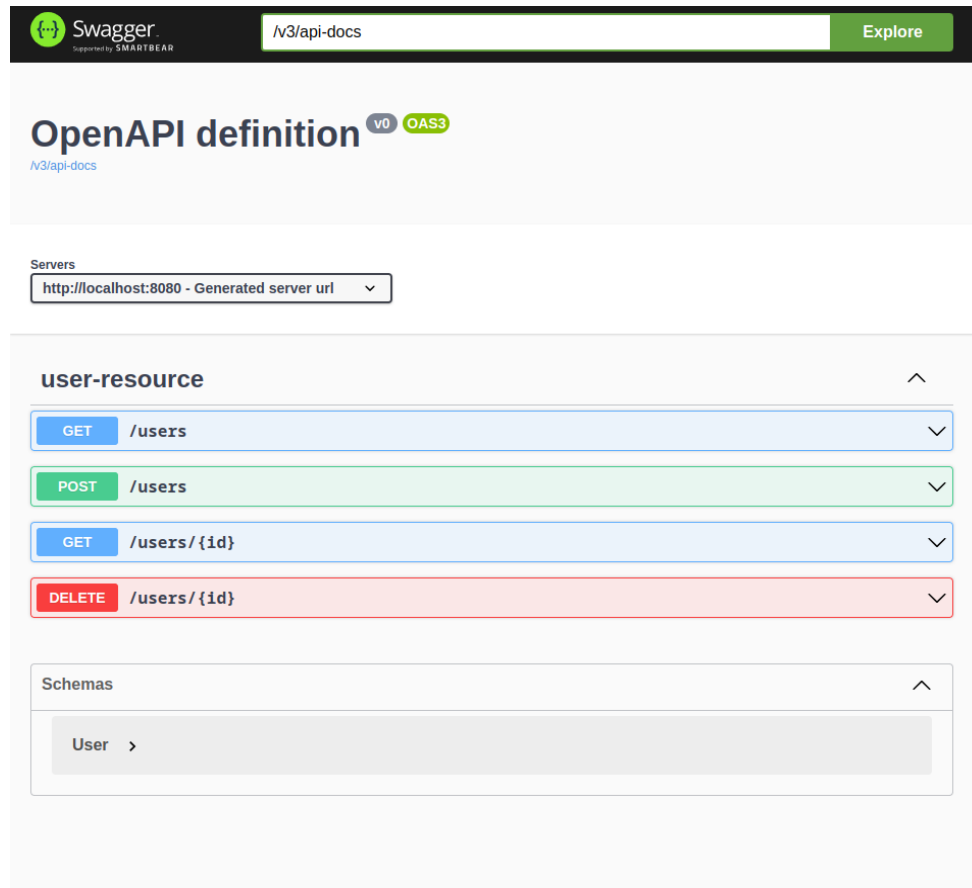 Swagger.
Supported by SMARTBEAR
/v3/api-docs
Explore
OpenAPI definition v0 OAS3
/v3/api-docs
Servers
http://localhost:8080 - Generated server url
user-resource
GET /users
POST /users
GET /users/{id}
DELETE /users/{id}
Schemas
User